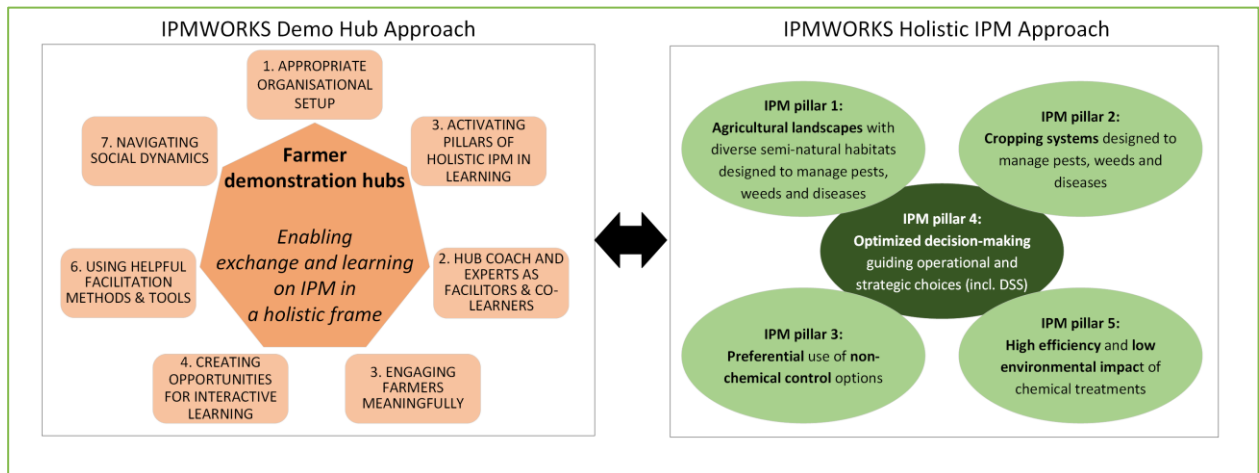 IPMWORKS Demo Hub Approach
1. APPROPRIATE
ORGANISATIONAL
SETUP
7. NAVIGATING
SOCIAL DYNAMICS
3. ACTIVATING
PILLARS OF
HOLISTIC IPM IN
LEARNING
Farmer
demonstration hubs
Enabling
exchange and learning
on IPM in
a holistic frame
6. USING HELPFUL
FACILITATION
METHODS & TOOLS
2. HUB COACH AND
EXPERTS AS
FACILITORS & CO-
LEARNERS
4. CREATING
OPPORTUNITIES
FOR INTERACTIVE
LEARNING
3. ENGAGING
FARMERS
MEANINGFULLY
IPMWORKS Holistic IPM Approach
IPM pillar 1:
Agricultural landscapes with
diverse semi-natural habitats
designed to manage pests,
weeds and diseases
IPM pillar 2:
Cropping systems designed to
manage pests, weeds and
diseases
IPM pillar 4:
Optimized decision-making
guiding operational and
strategic choices (incl. DSS)
IPM pillar 3:
Preferential use of non-
chemical control options
IPM pillar 5:
High efficiency and low
environmental impact of
chemical treatments